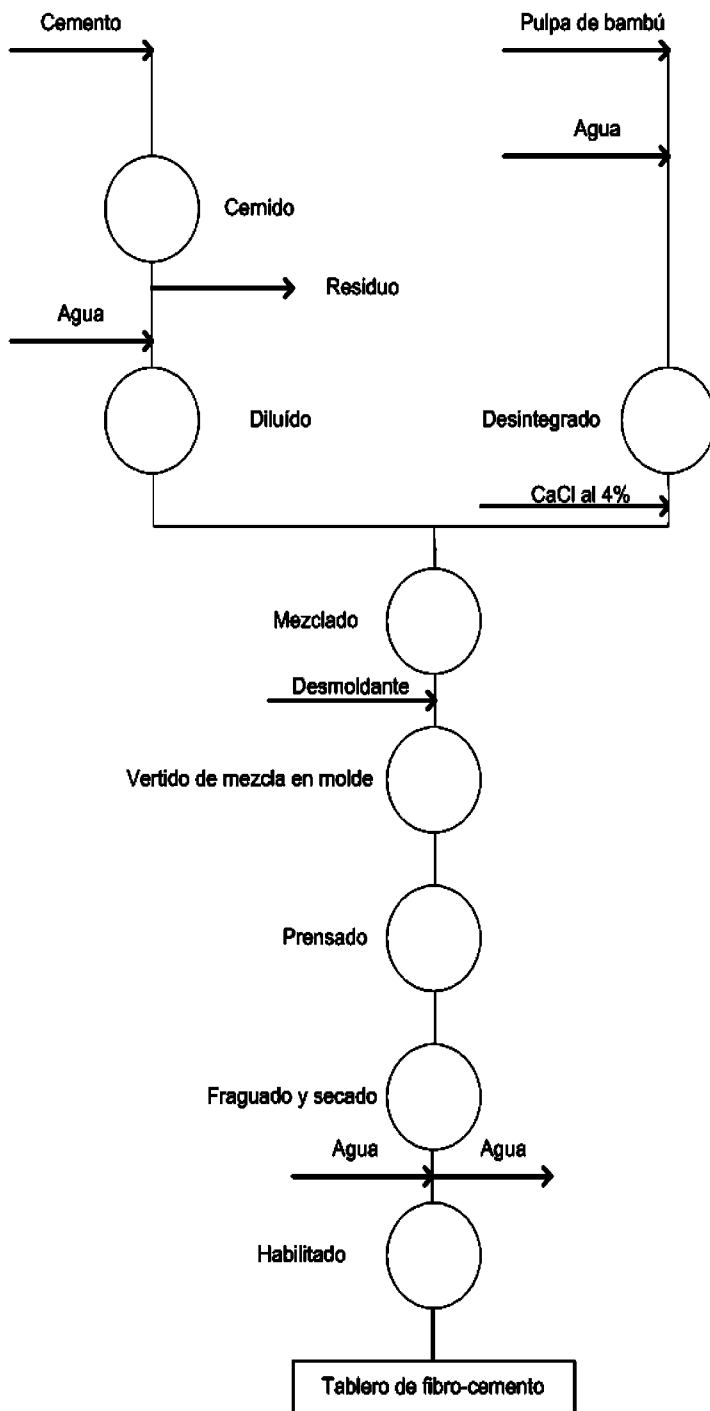 Cemento
Pulpa de bambú
Agua
Cernido
Residuo
Agua
Diluído
Desintegrado
CaCl al 4%
Mezclado
Desmoldante
Vertido de mezcla en molde
Prensado
Fraguado y secado
Agua
Agua
Habilitado
Tablero de fibro-cemento